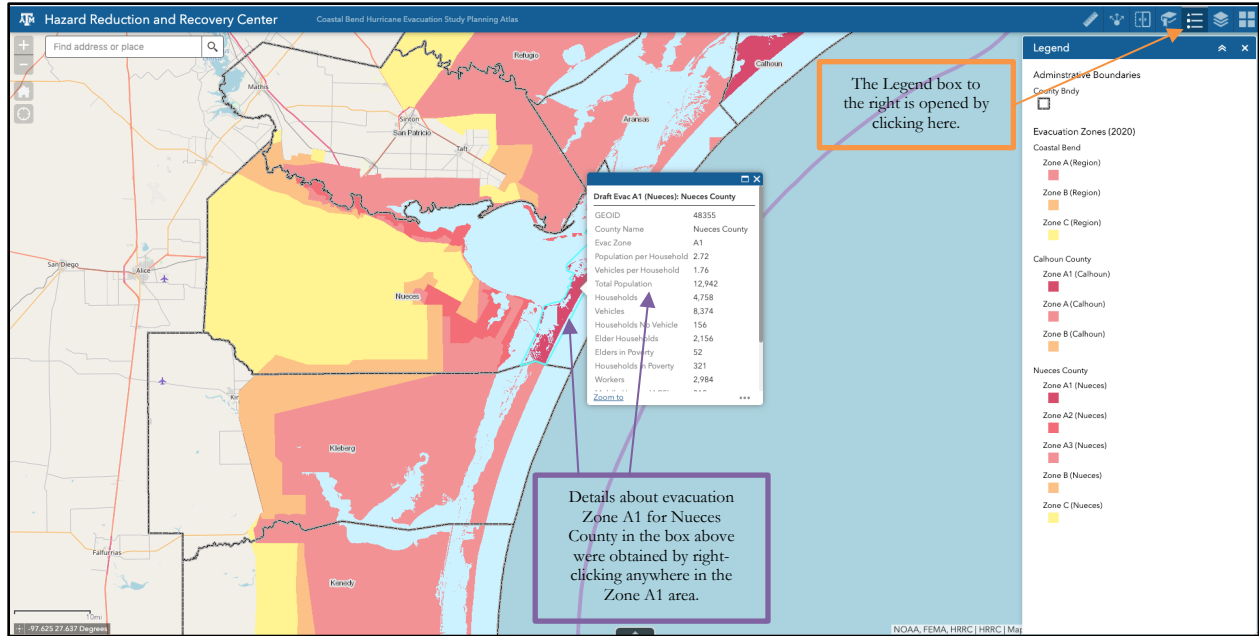 Hazard Reduction and Recovery Center
Coastal Bend Hurricane Evacuation Study Planning Atlas
Find address or place
Legend
Adminstrative Boundaries
County Bndy
Evacuation Zones (2020)
Coastal Bend
Zone A (Region)
Zone B (Region)
Zone C (Region)
Calhoun County
Zone A1 (Calhoun)
Zone A (Calhoun)
Zone B (Calhoun)
Nueces County
Zone A1 (Nueces)
Zone A2 (Nueces)
Zone A3 (Nueces)
Zone B (Nueces)
Zone C (Nueces)
The Legend box to
the right is opened by
clicking here.
Refugio
Calhoun
Mathis
Aransas
Sinton
San Patricio
Taft
San Diego
Alice
Nueces
Kleberg
Falfurrias
Kenedy
Draft Evac A1 (Nueces): Nueces County
GEOID 48355
County Name Nueces County
Evac Zone A1
Population per Household 2.72
Vehicles per Household 1.76
Total Population 12,942
Households 4,758
Vehicles 8,374
Households No Vehicle 156
Elder Households 2,156
Elders in Poverty 52
Households in Poverty 321
Workers 2,984
Zoom to
Details about evacuation
Zone A1 for Nueces
County in the box above
were obtained by right-
clicking anywhere in the
Zone A1 area.
10mi
-97.625 27.637 Degrees
NOAA, FEMA, HRRC | HRRC | Map